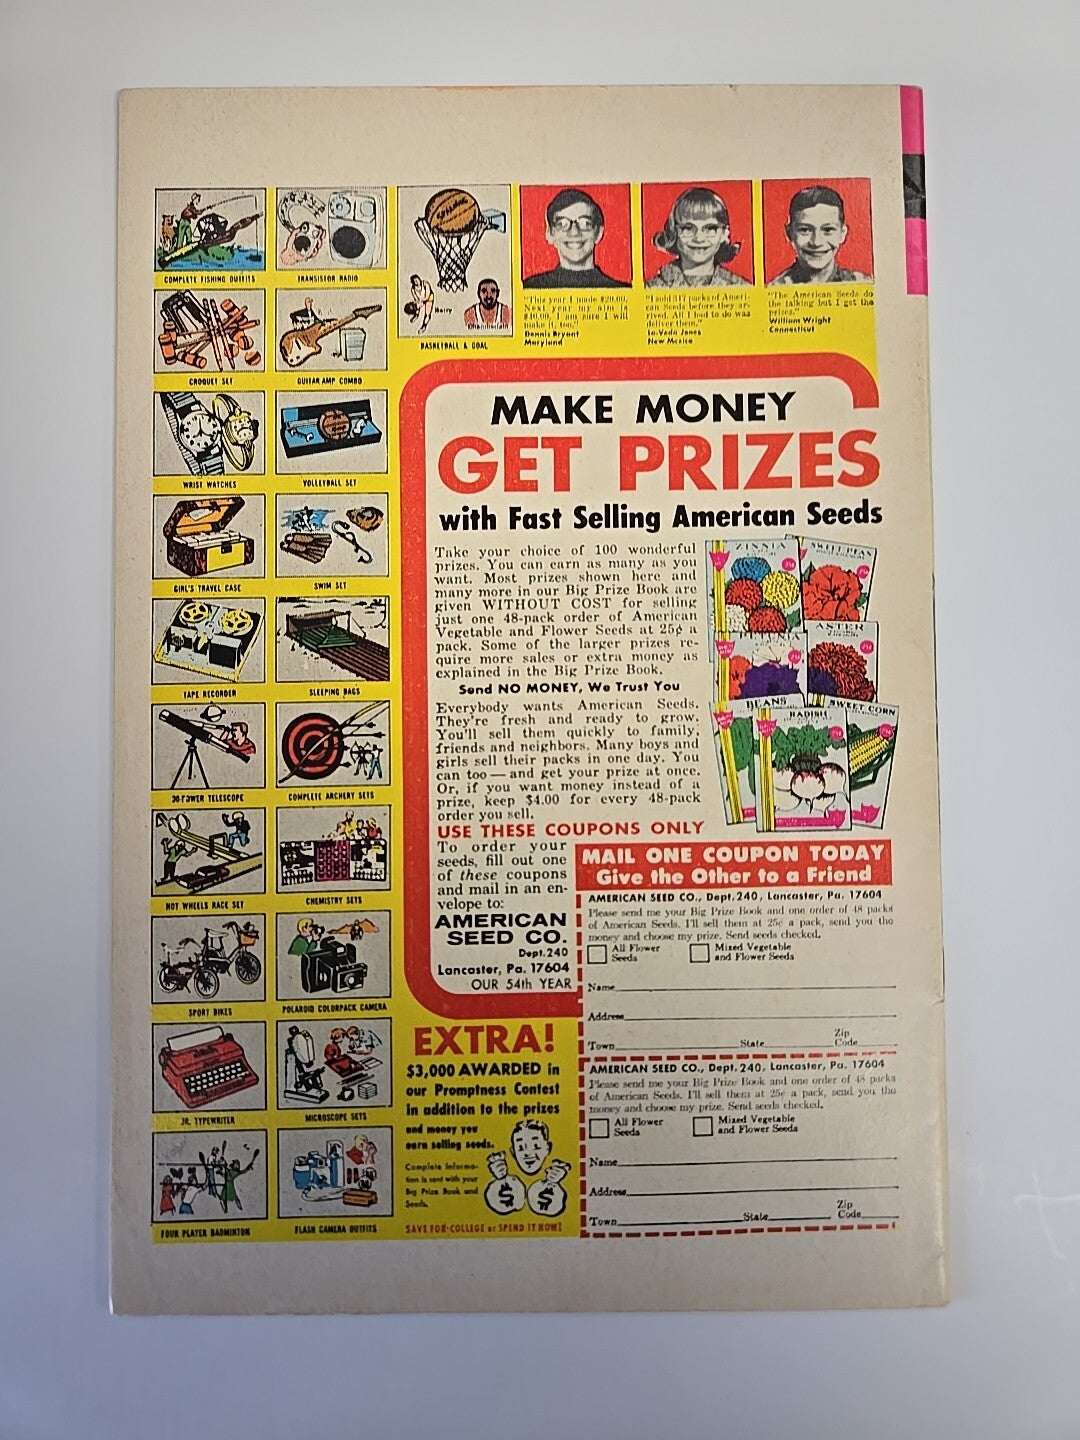 COMPLETE FISHING OUTFITS
TRANSISTOR RADIO
SPALDING
Berry
Chamberlain
BASKETBALL & GOAL
CROQUET SET
GUITAR AMP COMBO
WRIST WATCHES
VOLLEYBALL SET
GIRL'S TRAVEL CASE
SWIM SET
TAPE RECORDER
SLEEPING BAGS
30-POWER TELESCOPE
COMPLETE ARCHERY SETS
HOT WHEELS RACE SET
CHEMISTRY SETS
SPORT BIKES
POLAROID COLORPACK CAMERA
JR. TYPEWRITER
MICROSCOPE SETS
FOUR PLAYER BADMINTON
FLASH CAMERA OUTFITS
"This year I made $20.00.
Next year my aim is
$40.00. I am sure I will
make it, too."
Dennis Bryant
Maryland
"I sold 317 packs of Ameri-
can Seeds before they ar-
rived. All I had to do was
deliver them."
La-Veda Jones
New Mexico
"The American Seeds do
the talking but I get the
prizes."
William Wright
Connecticut
MAKE MONEY
GET PRIZES
with Fast Selling American Seeds
Take your choice of 100 wonderful
prizes. You can earn as many as you
want. Most prizes shown here and
many more in our Big Prize Book are
given WITHOUT COST for selling
just one 48-pack order of American
Vegetable and Flower Seeds at 25¢ a
pack. Some of the larger prizes re-
quire more sales or extra money as
explained in the Big Prize Book.
Send NO MONEY, We Trust You
Everybody wants American Seeds.
They're fresh and ready to grow.
You'll sell them quickly to family,
friends and neighbors. Many boys and
girls sell their packs in one day. You
can too — and get your prize at once.
Or, if you want money instead of a
prize, keep $4.00 for every 48-pack
order you sell.
USE THESE COUPONS ONLY
To order your
seeds, fill out one
of these coupons
and mail in an en-
velope to:
AMERICAN
SEED CO.
Dept.240
Lancaster, Pa. 17604
OUR 54th YEAR
ZINNIA
SWEET PEAS
PETUNIA
ASTER
BEANS
RADISH
SWEET CORN
MAIL ONE COUPON TODAY
Give the Other to a Friend
AMERICAN SEED CO., Dept. 240, Lancaster, Pa. 17604
Please send me your Big Prize Book and one order of 48 packs
of American Seeds. I'll sell them at 25¢ a pack, send you the
money and choose my prize. Send seeds checked.
All Flower Seeds
Mixed Vegetable and Flower Seeds
Name
Address
Town State Zip Code
AMERICAN SEED CO., Dept. 240, Lancaster, Pa. 17604
Please send me your Big Prize Book and one order of 48 packs
of American Seeds. I'll sell them at 25¢ a pack, send you the
money and choose my prize. Send seeds checked.
All Flower Seeds
Mixed Vegetable and Flower Seeds
Name
Address
Town State Zip Code
EXTRA!
$3,000 AWARDED in
our Promptness Contest
in addition to the prizes
and money you
earn selling seeds.
Complete informa-
tion is sent with your
Big Prize Book and
Seeds.
$ $
SAVE FOR COLLEGE or SPEND IT NOW!